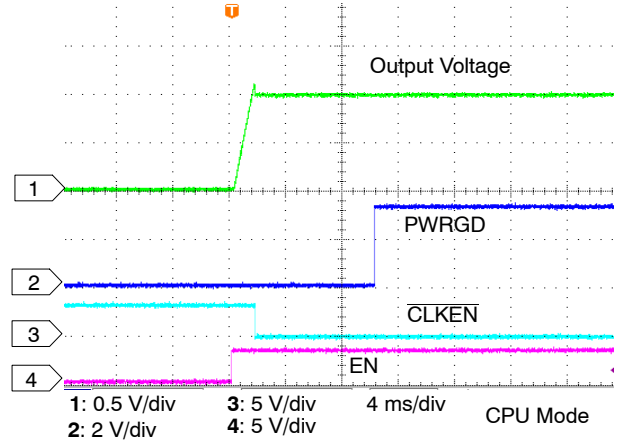 T
Output Voltage
1
PWRGD
2
CLKEN
3
EN
4
1: 0.5 V/div 3: 5 V/div 4 ms/div
2: 2 V/div 4: 5 V/div CPU Mode